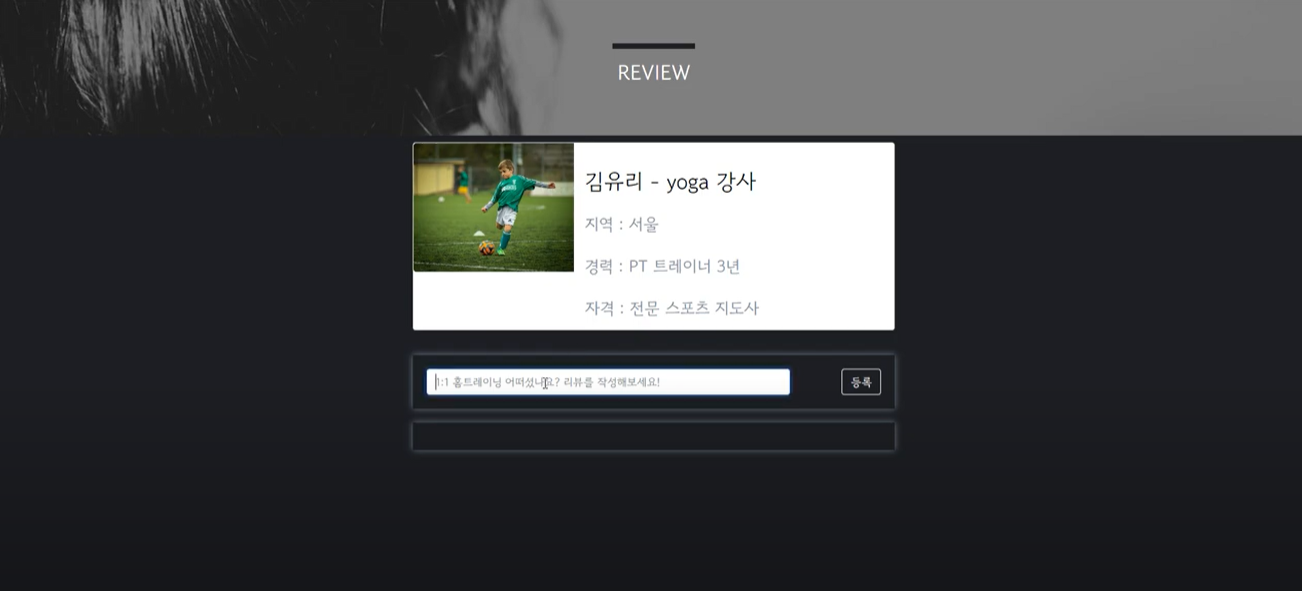 REVIEW
김유리 - yoga 강사
지역 : 서울
경력 : PT 트레이너 3년
자격 : 전문 스포츠 지도사
1:1 홈트레이닝 어떠셨나요? 리뷰를 작성해보세요!
등록